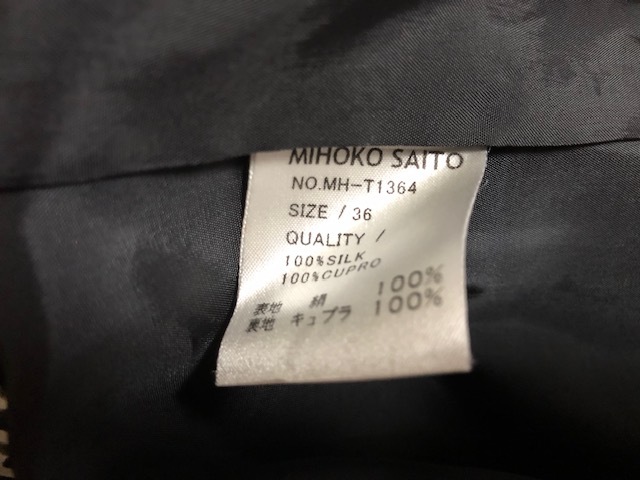 MIHOKO SAITO
NO.MH-T1364
SIZE / 36
QUALITY /
100%SILK
100%CUPRO
表地 絹 100%
裏地 キュプラ 100%